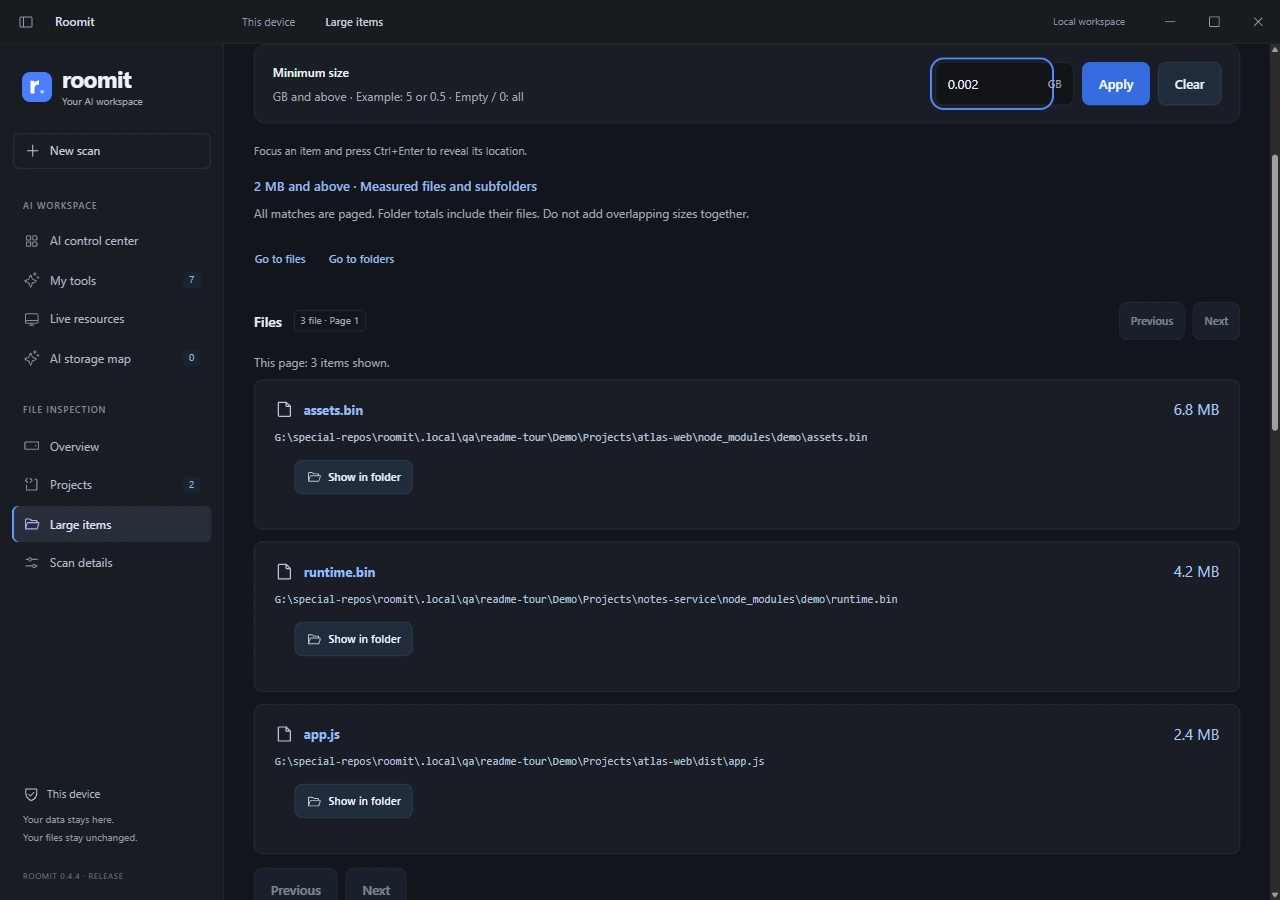 Roomit
This device
Large items
Local workspace
r.
roomit
Your AI workspace
New scan
AI WORKSPACE
AI control center
My tools
7
Live resources
AI storage map
0
FILE INSPECTION
Overview
Projects
2
Large items
Scan details
This device
Your data stays here.
Your files stay unchanged.
ROOMIT 0.4.4 · RELEASE
Minimum size
GB and above · Example: 5 or 0.5 · Empty / 0: all
0.002
GB
Apply
Clear
Focus an item and press Ctrl+Enter to reveal its location.
2 MB and above · Measured files and subfolders
All matches are paged. Folder totals include their files. Do not add overlapping sizes together.
Go to files
Go to folders
Files
3 file · Page 1
Previous
Next
This page: 3 items shown.
assets.bin
6.8 MB
G:\special-repos\roomit\.local\qa\readme-tour\Demo\Projects\atlas-web\node_modules\demo\assets.bin
Show in folder
runtime.bin
4.2 MB
G:\special-repos\roomit\.local\qa\readme-tour\Demo\Projects\notes-service\node_modules\demo\runtime.bin
Show in folder
app.js
2.4 MB
G:\special-repos\roomit\.local\qa\readme-tour\Demo\Projects\atlas-web\dist\app.js
Show in folder
Previous
Next